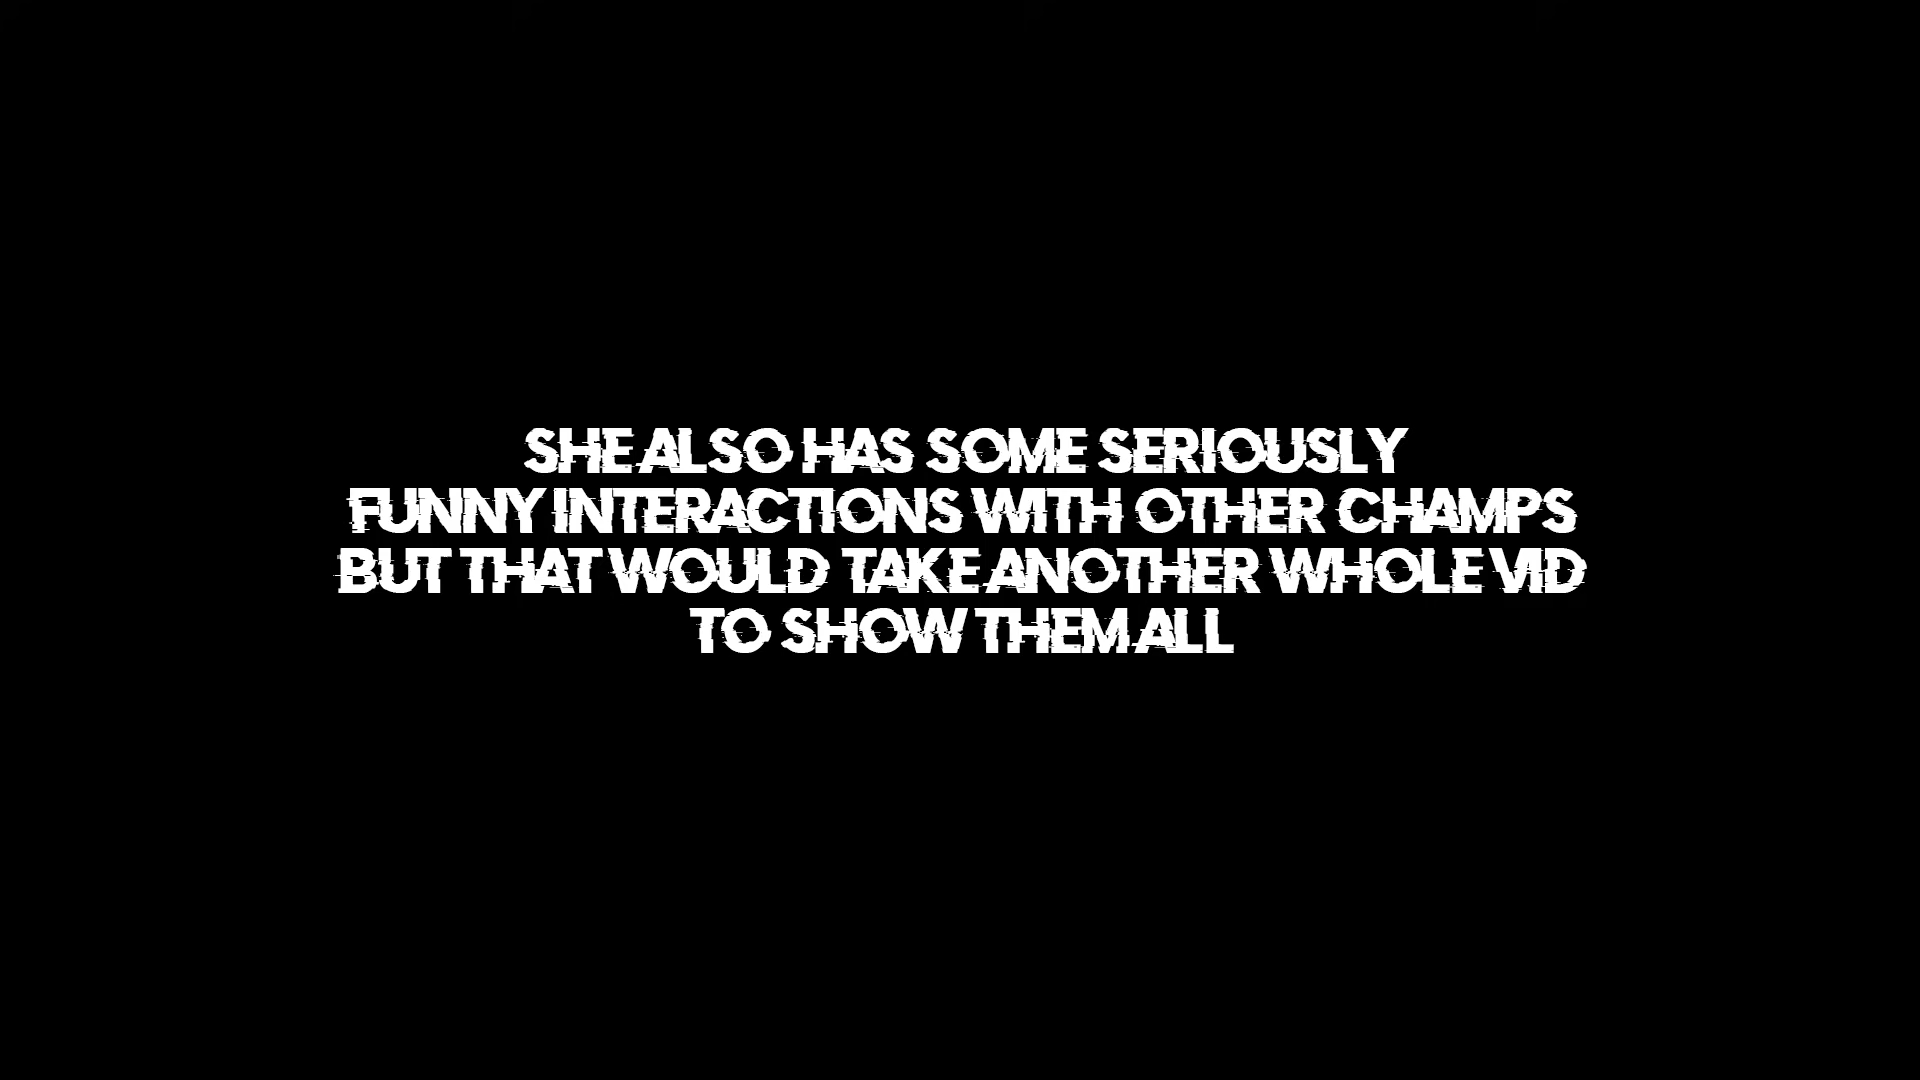 SHE ALSO HAS SOME SERIOUSLY
FUNNY INTERACTIONS WITH OTHER CHAMPS
BUT THAT WOULD TAKE ANOTHER WHOLE VID
TO SHOW THEM ALL